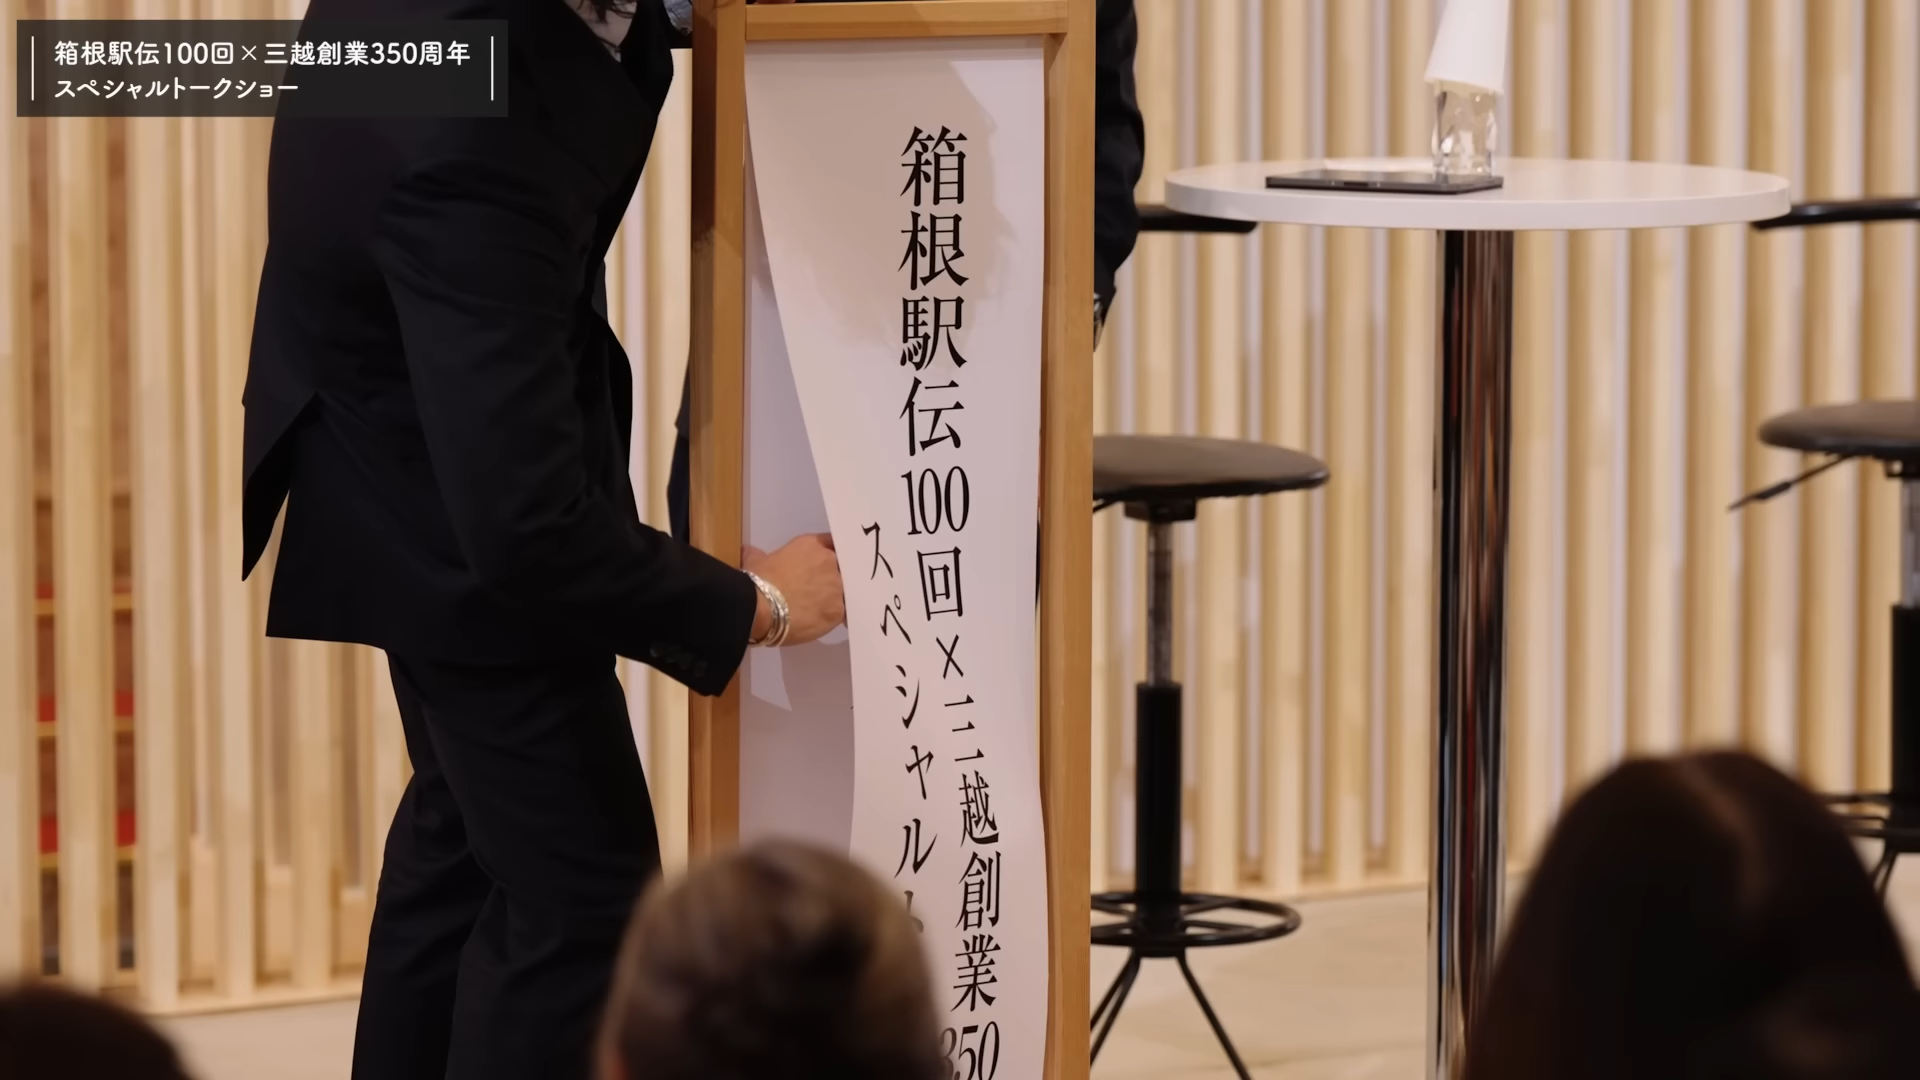 箱根駅伝100回×三越創業350周年
スペシャルトークショー
箱根駅伝100回×三越創業350
スペシャルト